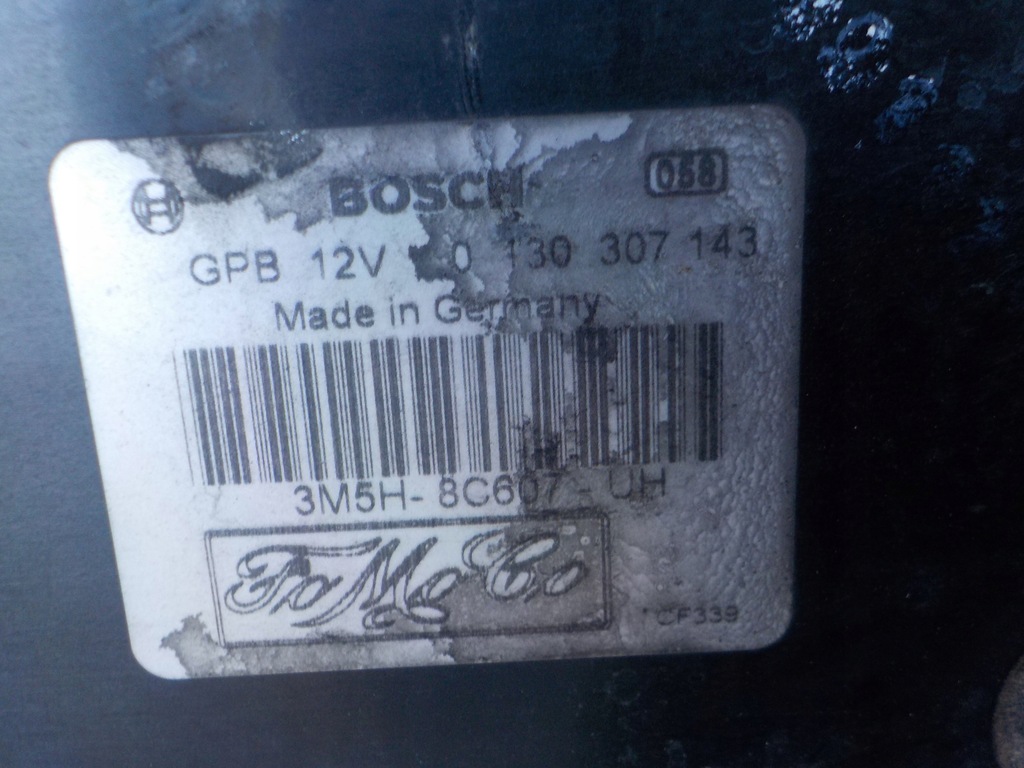 BOSCH 058
GPB 12V 0 130 307 143
Made in Germany
3M5H-8C607-UH
FoMoCo
CF339